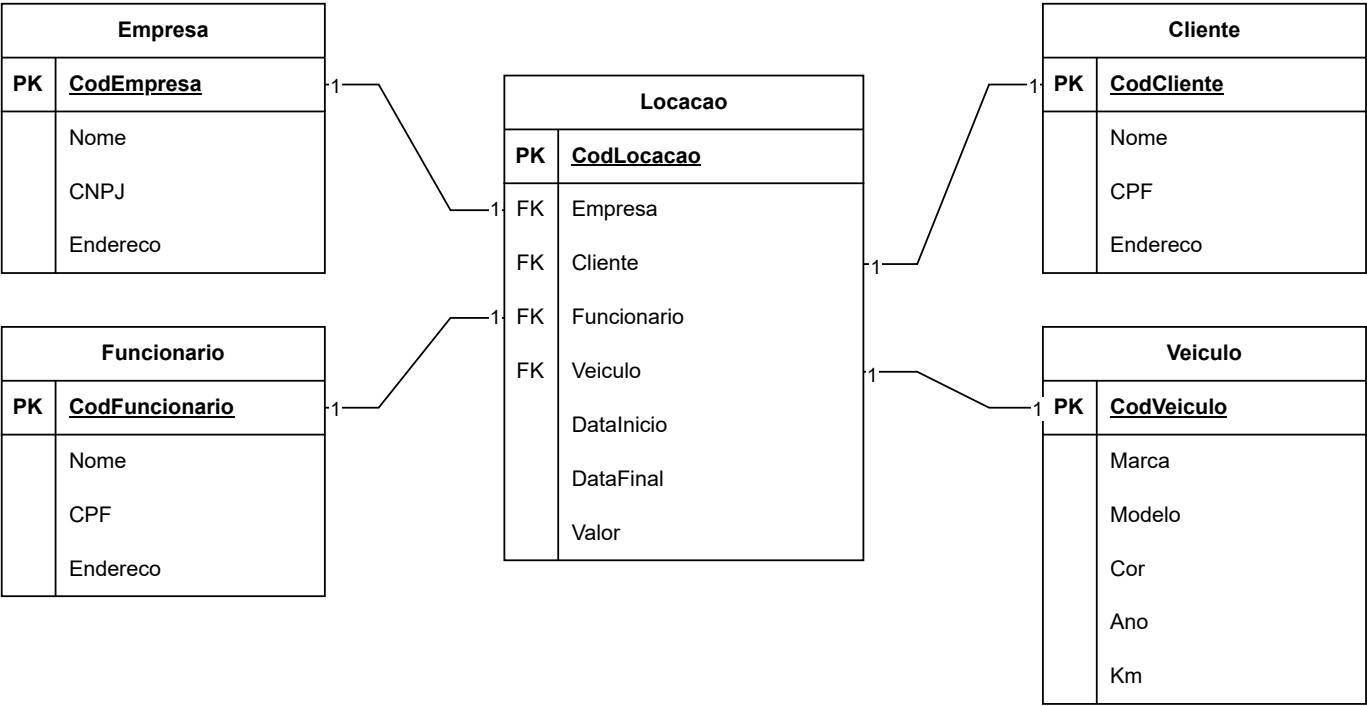 Empresa
PK CodEmpresa
Nome
CNPJ
Endereco
1
1
Funcionario
PK CodFuncionario
Nome
CPF
Endereco
1
1
Locacao
PK CodLocacao
FK Empresa
FK Cliente
FK Funcionario
FK Veiculo
DataInicio
DataFinal
Valor
1
1
Cliente
PK CodCliente
Nome
CPF
Endereco
1
1
Veiculo
PK CodVeiculo
Marca
Modelo
Cor
Ano
Km